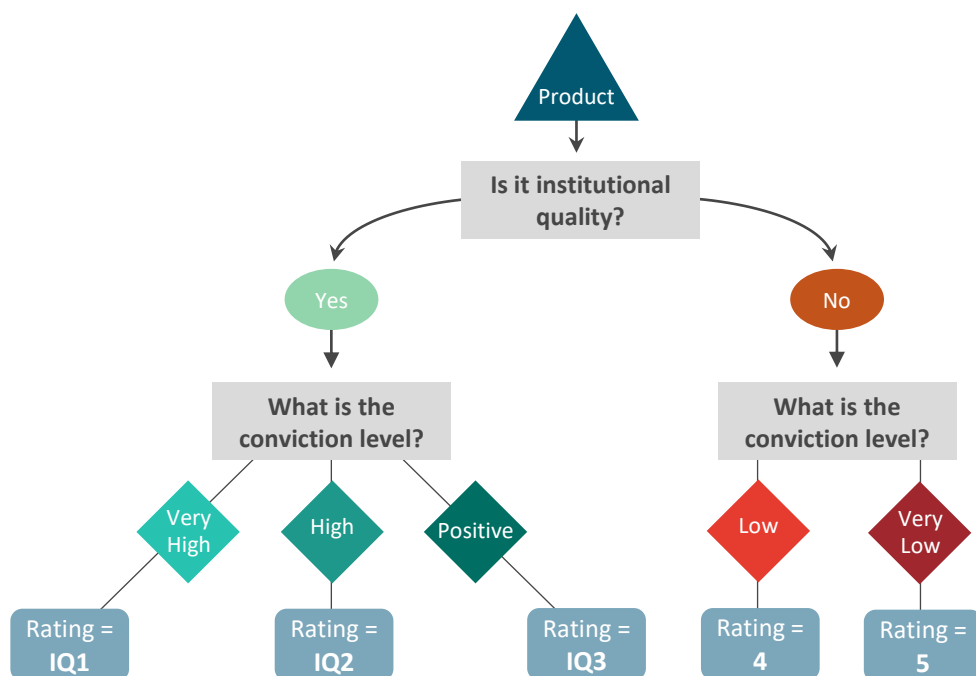 Product
Is it institutional
quality?
Yes
No
What is the
conviction level?
What is the
conviction level?
Very
High
High
Positive
Low
Very
Low
Rating =
IQ1
Rating =
IQ2
Rating =
IQ3
Rating =
4
Rating =
5